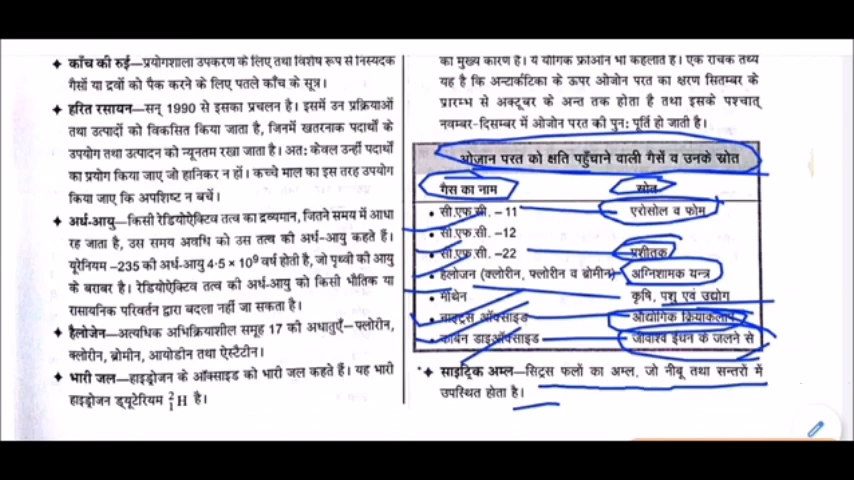 ✦ काँच की रुई–प्रयोगशाला उपकरण के लिए तथा विशेष रूप से निस्यदक
गैसों या द्रवों को पैक करने के लिए पतले काँच के सूत्र।
✦ हरित रसायन–सन् 1990 से इसका प्रचलन है। इसमें उन प्रक्रियाओं
तथा उत्पादों को विकसित किया जाता है, जिनमें खतरनाक पदार्थों के
उपयोग तथा उत्पादन को न्यूनतम रखा जाता है। अतः केवल उन्हीं पदार्थों
का प्रयोग किया जाए जो हानिकर न हों। कच्चे माल का इस तरह उपयोग
किया जाए कि अपशिष्ट न बचें।
✦ अर्ध-आयु–किसी रेडियोऐक्टिव तत्व का द्रव्यमान, जितने समय में आधा
रह जाता है, उस समय अवधि को उस तत्व की अर्ध-आयु कहते हैं।
यूरेनियम –235 की अर्ध-आयु 4·5 × 10⁹ वर्ष होती है, जो पृथ्वी की आयु
के बराबर है। रेडियोऐक्टिव तत्व की अर्ध-आयु को किसी भौतिक या
रासायनिक परिवर्तन द्वारा बदला नहीं जा सकता है।
✦ हैलोजेन–अत्यधिक अभिक्रियाशील समूह 17 की अधातुएँ–फ्लोरीन,
क्लोरीन, ब्रोमीन, आयोडीन तथा ऐस्टैटीन।
✦ भारी जल–हाइड्रोजन के ऑक्साइड को भारी जल कहते हैं। यह भारी
हाइड्रोजन ड्यूटेरियम ²₁H है।
का मुख्य कारण है। ये यौगिक फ्रीऑन भी कहलाते हैं। एक रोचक तथ्य
यह है कि अन्टार्कटिका के ऊपर ओजोन परत का क्षरण सितम्बर के
प्रारम्भ से अक्टूबर के अन्त तक होता है तथा इसके पश्चात्
नवम्बर-दिसम्बर में ओजोन परत की पुनः पूर्ति हो जाती है।
ओज़ोन परत को क्षति पहुँचाने वाली गैसें व उनके स्रोत
गैस का नाम स्रोत
• सी.एफ.सी. –11 एरोसोल व फोम
• सी.एफ.सी. –12
• सी.एफ.सी. –22 प्रशीतक
• हैलोजन (क्लोरीन, फ्लोरीन व ब्रोमीन) अग्निशामक यन्त्र
• मीथेन कृषि, पशु एवं उद्योग
• नाइट्रस ऑक्साइड औद्योगिक क्रियाकलाप
• कार्बन डाइऑक्साइड जीवाश्व ईंधन के जलने से
✦ साइट्रिक अम्ल–सिट्रस फलों का अम्ल, जो नीबू तथा सन्तरों में
उपस्थित होता है।